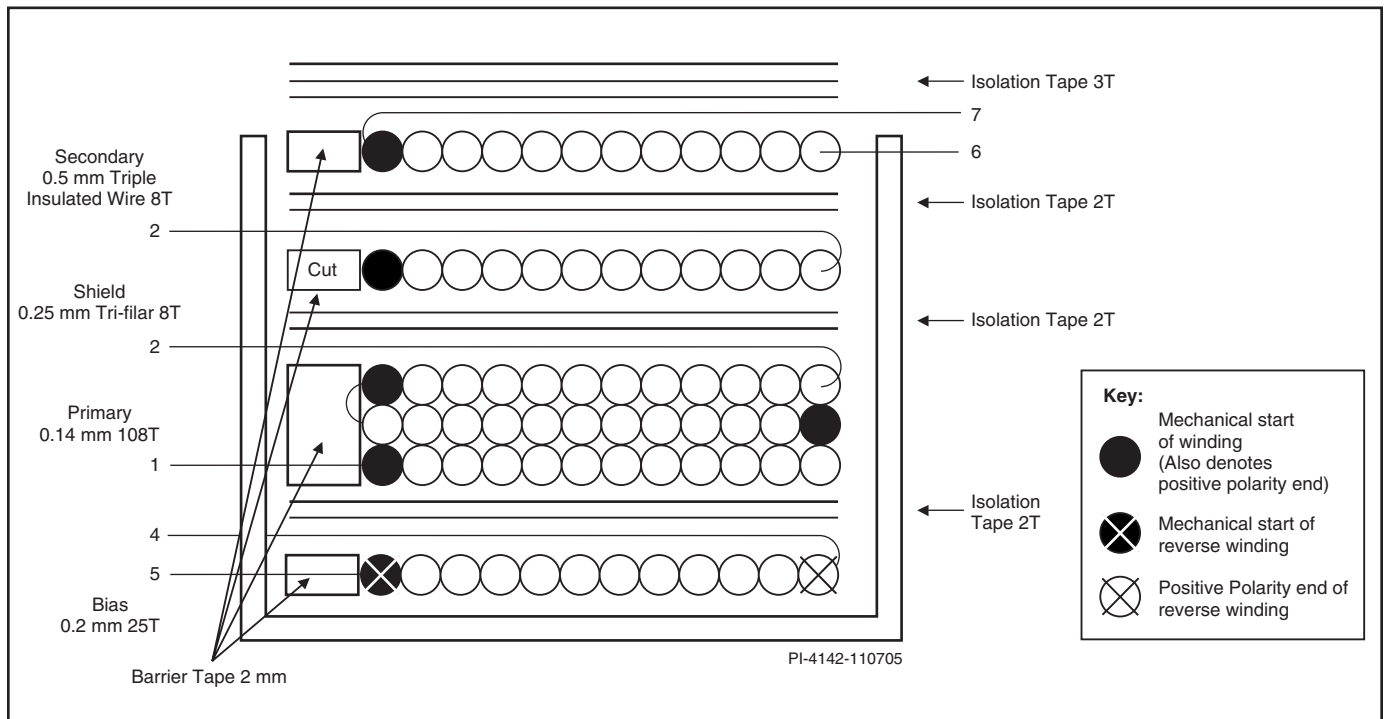 Isolation Tape 3T
7
6
Secondary
0.5 mm Triple
Insulated Wire 8T
Isolation Tape 2T
2
Cut
Shield
0.25 mm Tri-filar 8T
Isolation Tape 2T
2
Primary
0.14 mm 108T
1
Isolation
Tape 2T
4
5
Bias
0.2 mm 25T
Barrier Tape 2 mm
PI-4142-110705
Key:
Mechanical start
of winding
(Also denotes
positive polarity end)
Mechanical start of
reverse winding
Positive Polarity end of
reverse winding